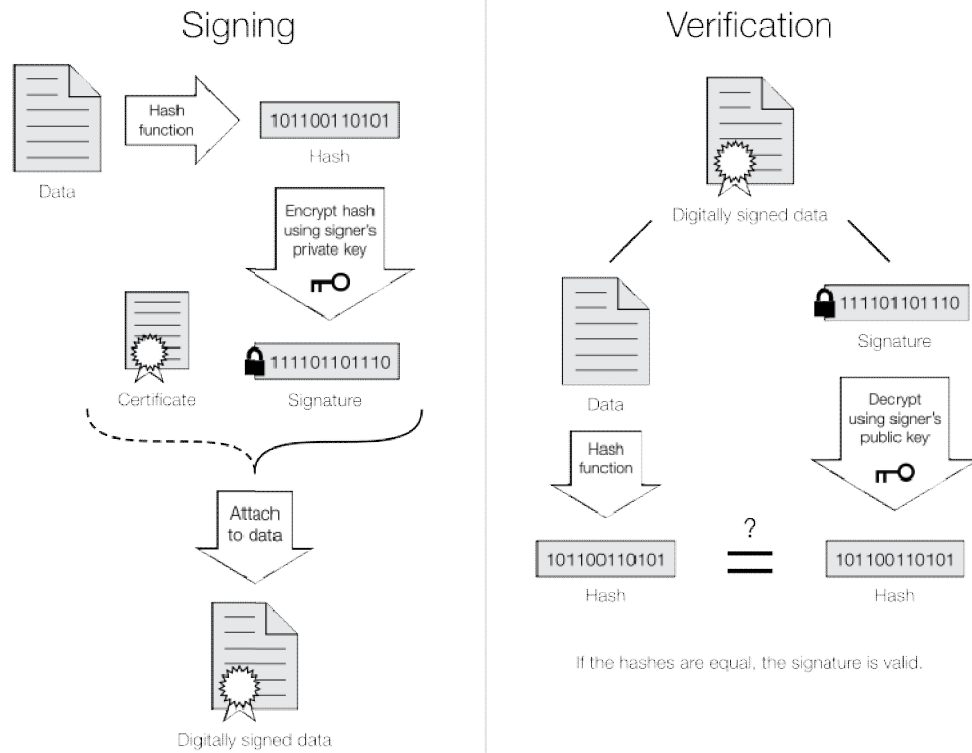 Signing
Hash
function
101100110101
Hash
Data
Encrypt hash
using signer's
private key
111101101110
Certificate
Signature
Attach
to data
Digitally signed data
Verification
Digitally signed data
111101101110
Signature
Data
Decrypt
using signer's
public key
Hash
function
?
101100110101
=
101100110101
Hash
Hash
If the hashes are equal, the signature is valid.